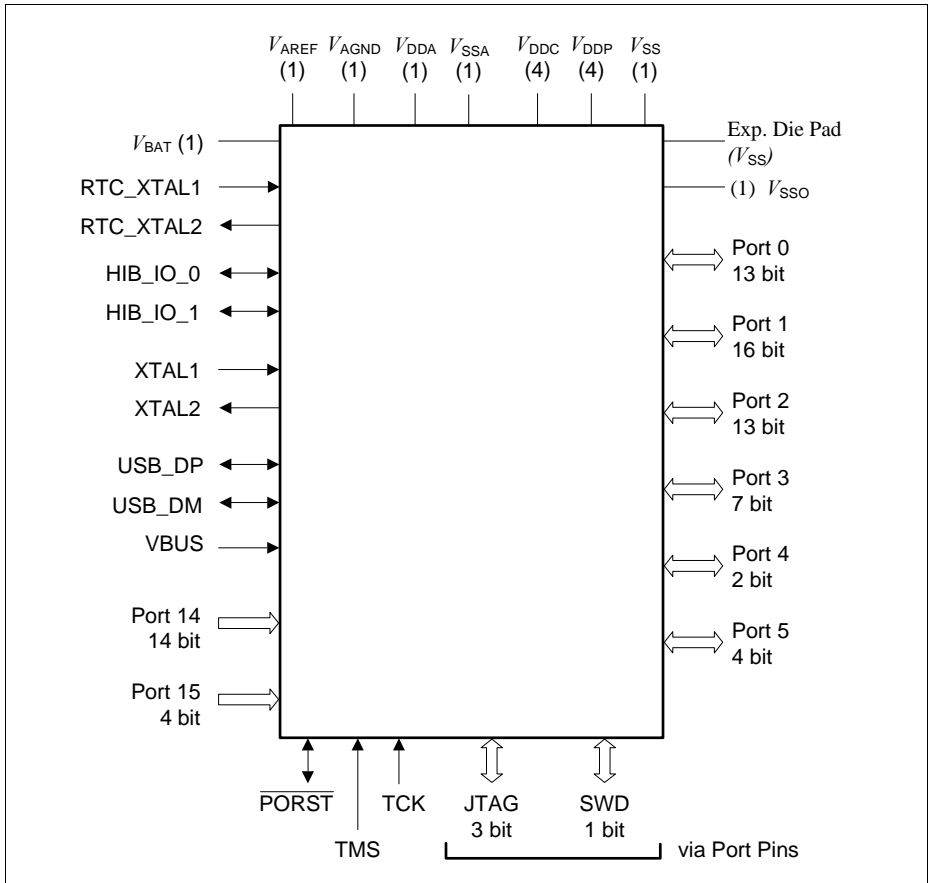 VAREF VAGND VDDA VSSA VDDC VDDP VSS
(1) (1) (1) (1) (4) (4) (1)
VBAT (1)
RTC_XTAL1
RTC_XTAL2
HIB_IO_0
HIB_IO_1
XTAL1
XTAL2
USB_DP
USB_DM
VBUS
Port 14
14 bit
Port 15
4 bit
Exp. Die Pad
(VSS)
(1) VSSO
Port 0
13 bit
Port 1
16 bit
Port 2
13 bit
Port 3
7 bit
Port 4
2 bit
Port 5
4 bit
PORST
TMS
TCK
JTAG
3 bit
SWD
1 bit
via Port Pins